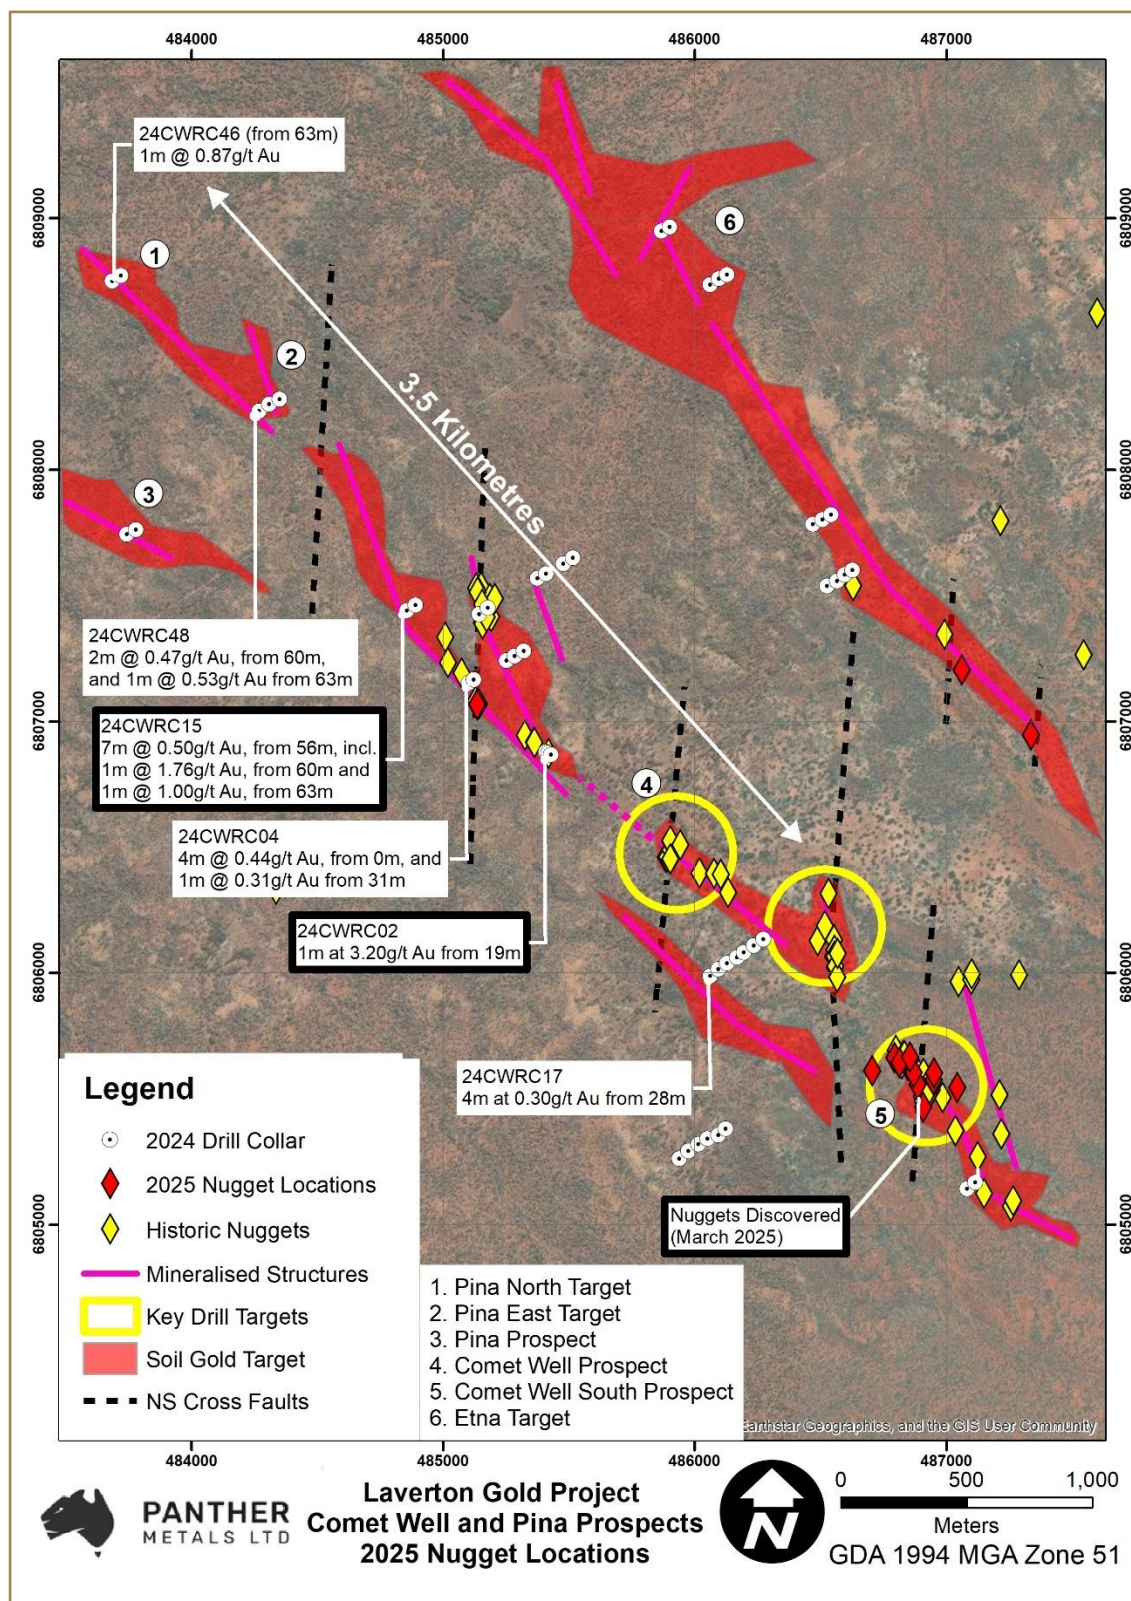 484000
485000
486000
487000
6809000
6809000
24CWRC46 (from 63m)
1m @ 0.87g/t Au
1
6
2
3.5 Kilometres
6808000
6808000
3
24CWRC48
2m @ 0.47g/t Au, from 60m,
and 1m @ 0.53g/t Au from 63m
6807000
6807000
24CWRC15
7m @ 0.50g/t Au, from 56m, incl.
1m @ 1.76g/t Au, from 60m and
1m @ 1.00g/t Au, from 63m
4
24CWRC04
4m @ 0.44g/t Au, from 0m, and
1m @ 0.31g/t Au from 31m
24CWRC02
1m at 3.20g/t Au from 19m
6806000
6806000
24CWRC17
4m at 0.30g/t Au from 28m
5
Nuggets Discovered
(March 2025)
6805000
6805000
Legend
2024 Drill Collar
2025 Nugget Locations
Historic Nuggets
Mineralised Structures
Key Drill Targets
Soil Gold Target
NS Cross Faults
1. Pina North Target
2. Pina East Target
3. Pina Prospect
4. Comet Well Prospect
5. Comet Well South Prospect
6. Etna Target
Earthstar Geographics, and the GIS User Community
484000
485000
486000
487000
PANTHER
METALS LTD
Laverton Gold Project
Comet Well and Pina Prospects
2025 Nugget Locations
N
0 500 1,000
Meters
GDA 1994 MGA Zone 51